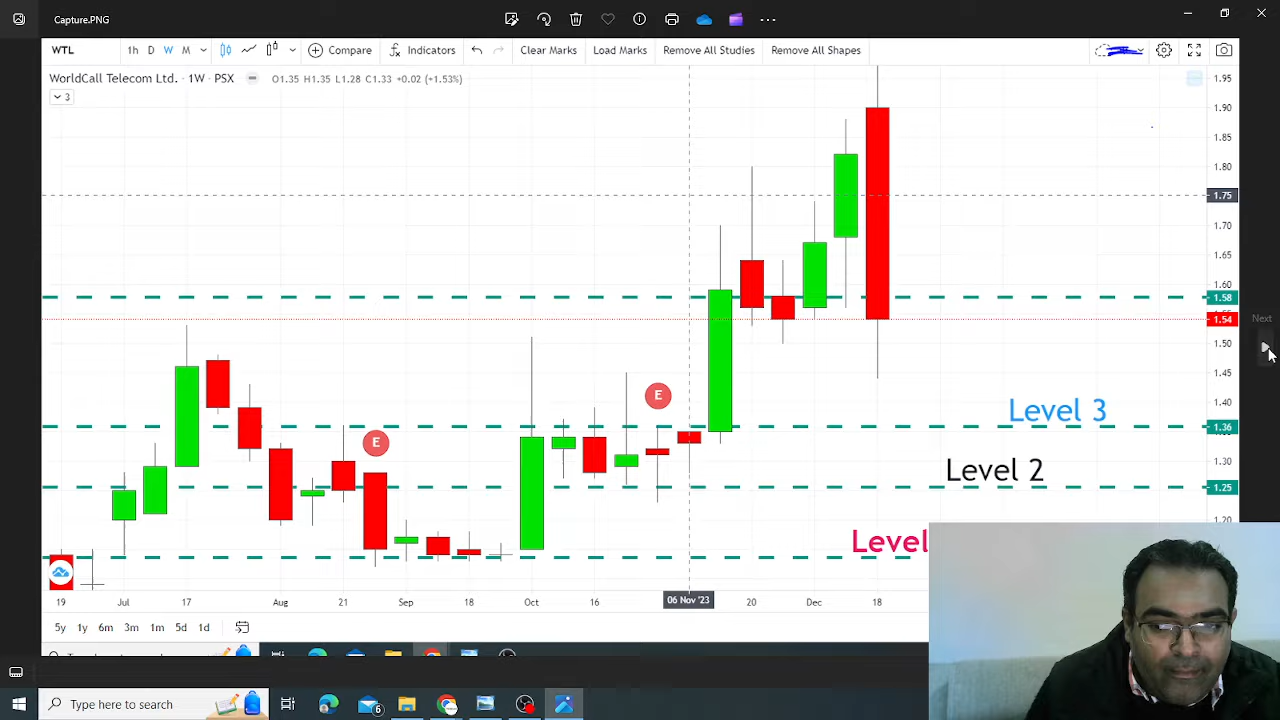 Capture.PNG
WTL 1h D W M Compare Indicators Clear Marks Load Marks Remove All Studies Remove All Shapes
WorldCall Telecom Ltd. · 1W · PSX O1.35 H1.35 L1.28 C1.33 +0.02 (+1.53%)
3
1.95
1.90
1.85
1.80
1.75
1.70
1.65
1.60
1.58
1.54
1.50
1.45
1.40
1.36
1.30
1.25
1.20
Next
E
E
Level 3
Level 2
Level
19 Jul 17 Aug 21 Sep 18 Oct 16 06 Nov '23 20 Dec 18
5y 1y 6m 3m 1m 5d 1d
Type here to search
6